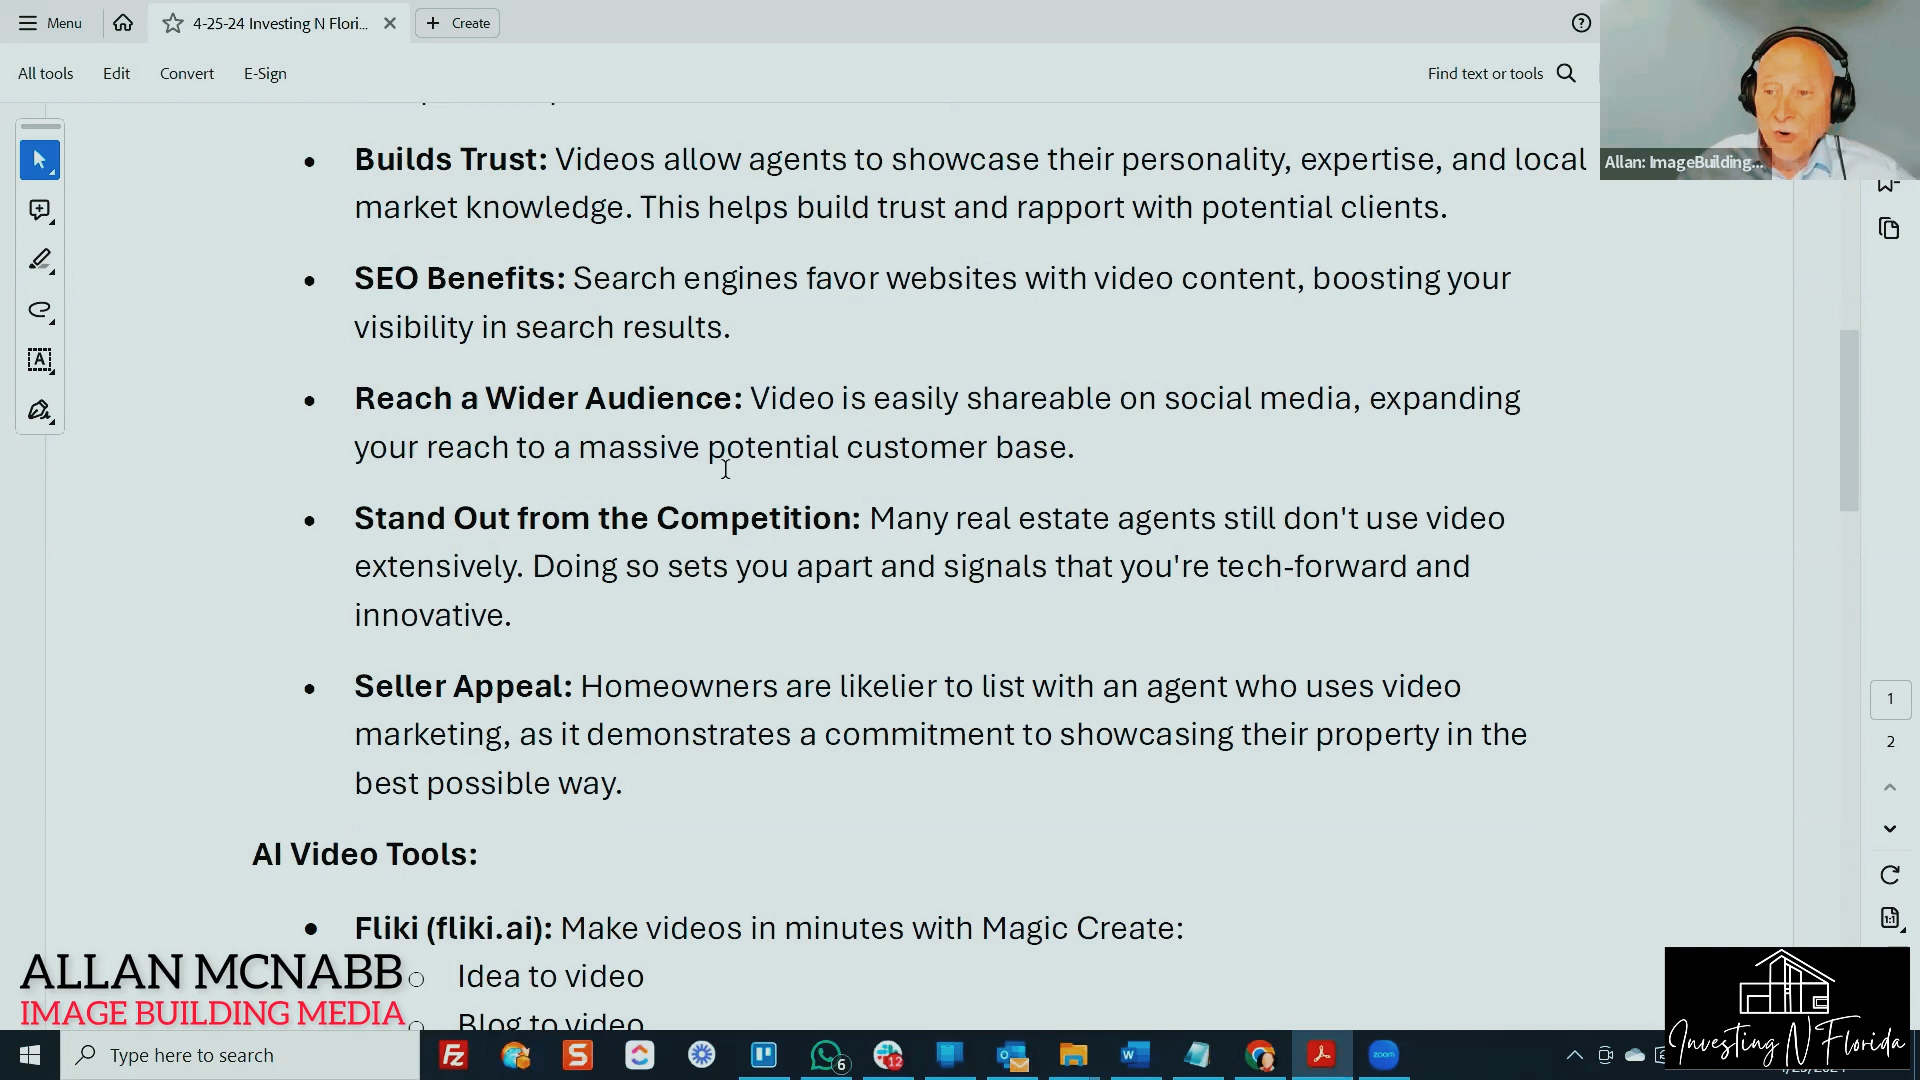 Menu
4-25-24 Investing N Flori...
Create
All tools
Edit
Convert
E-Sign
Find text or tools
Allan: ImageBuilding...
• Builds Trust: Videos allow agents to showcase their personality, expertise, and local
market knowledge. This helps build trust and rapport with potential clients.
• SEO Benefits: Search engines favor websites with video content, boosting your
visibility in search results.
• Reach a Wider Audience: Video is easily shareable on social media, expanding
your reach to a massive potential customer base.
• Stand Out from the Competition: Many real estate agents still don't use video
extensively. Doing so sets you apart and signals that you're tech-forward and
innovative.
• Seller Appeal: Homeowners are likelier to list with an agent who uses video
marketing, as it demonstrates a commitment to showcasing their property in the
best possible way.
1
2
AI Video Tools:
• Fliki (fliki.ai): Make videos in minutes with Magic Create:
○ Idea to video
○ Blog to video
ALLAN MCNABB
IMAGE BUILDING MEDIA
Investing N Florida
Type here to search
6
12
zoom